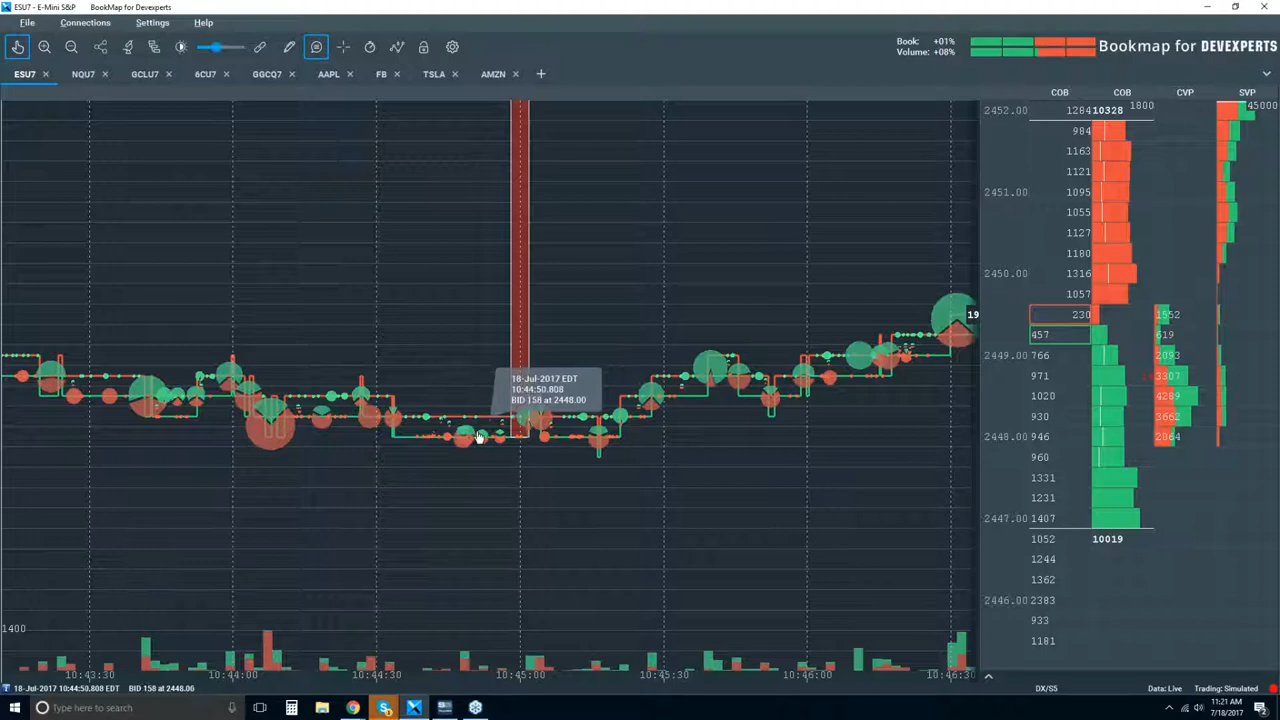 ESU7 - E-Mini S&P BookMap for Devexperts
File Connections Settings Help
Book: +01%
Volume: +08%
Bookmap for DEVEXPERTS
ESU7 × NQU7 × GCLU7 × 6CU7 × GGCQ7 × AAPL × FB × TSLA × AMZN × +
COB COB CVP SVP
2452.00 1284 10328 1800 45000
984
1163
1121
2451.00 1095
1055
1127
1180
2450.00 1316
1057
230 1552
19
457 619
2449.00 766 2093
971 3307
1020 4289
930 3662
2448.00 946 2064
960
1331
1231
2447.00 1407
1052 10019
1244
1362
2446.00 2383
933
1181
18-Jul-2017 EDT
10:44:50.808
BID 158 at 2448.00
1400
10:43:30 10:44:00 10:44:30 10:45:00 10:45:30 10:46:00 10:46:3
18-Jul-2017 10:44:50.808 EDT BID 158 at 2448.00
DX/S5 Data: Live Trading: Simulated
Type here to search
11:21 AM
7/18/2017
2